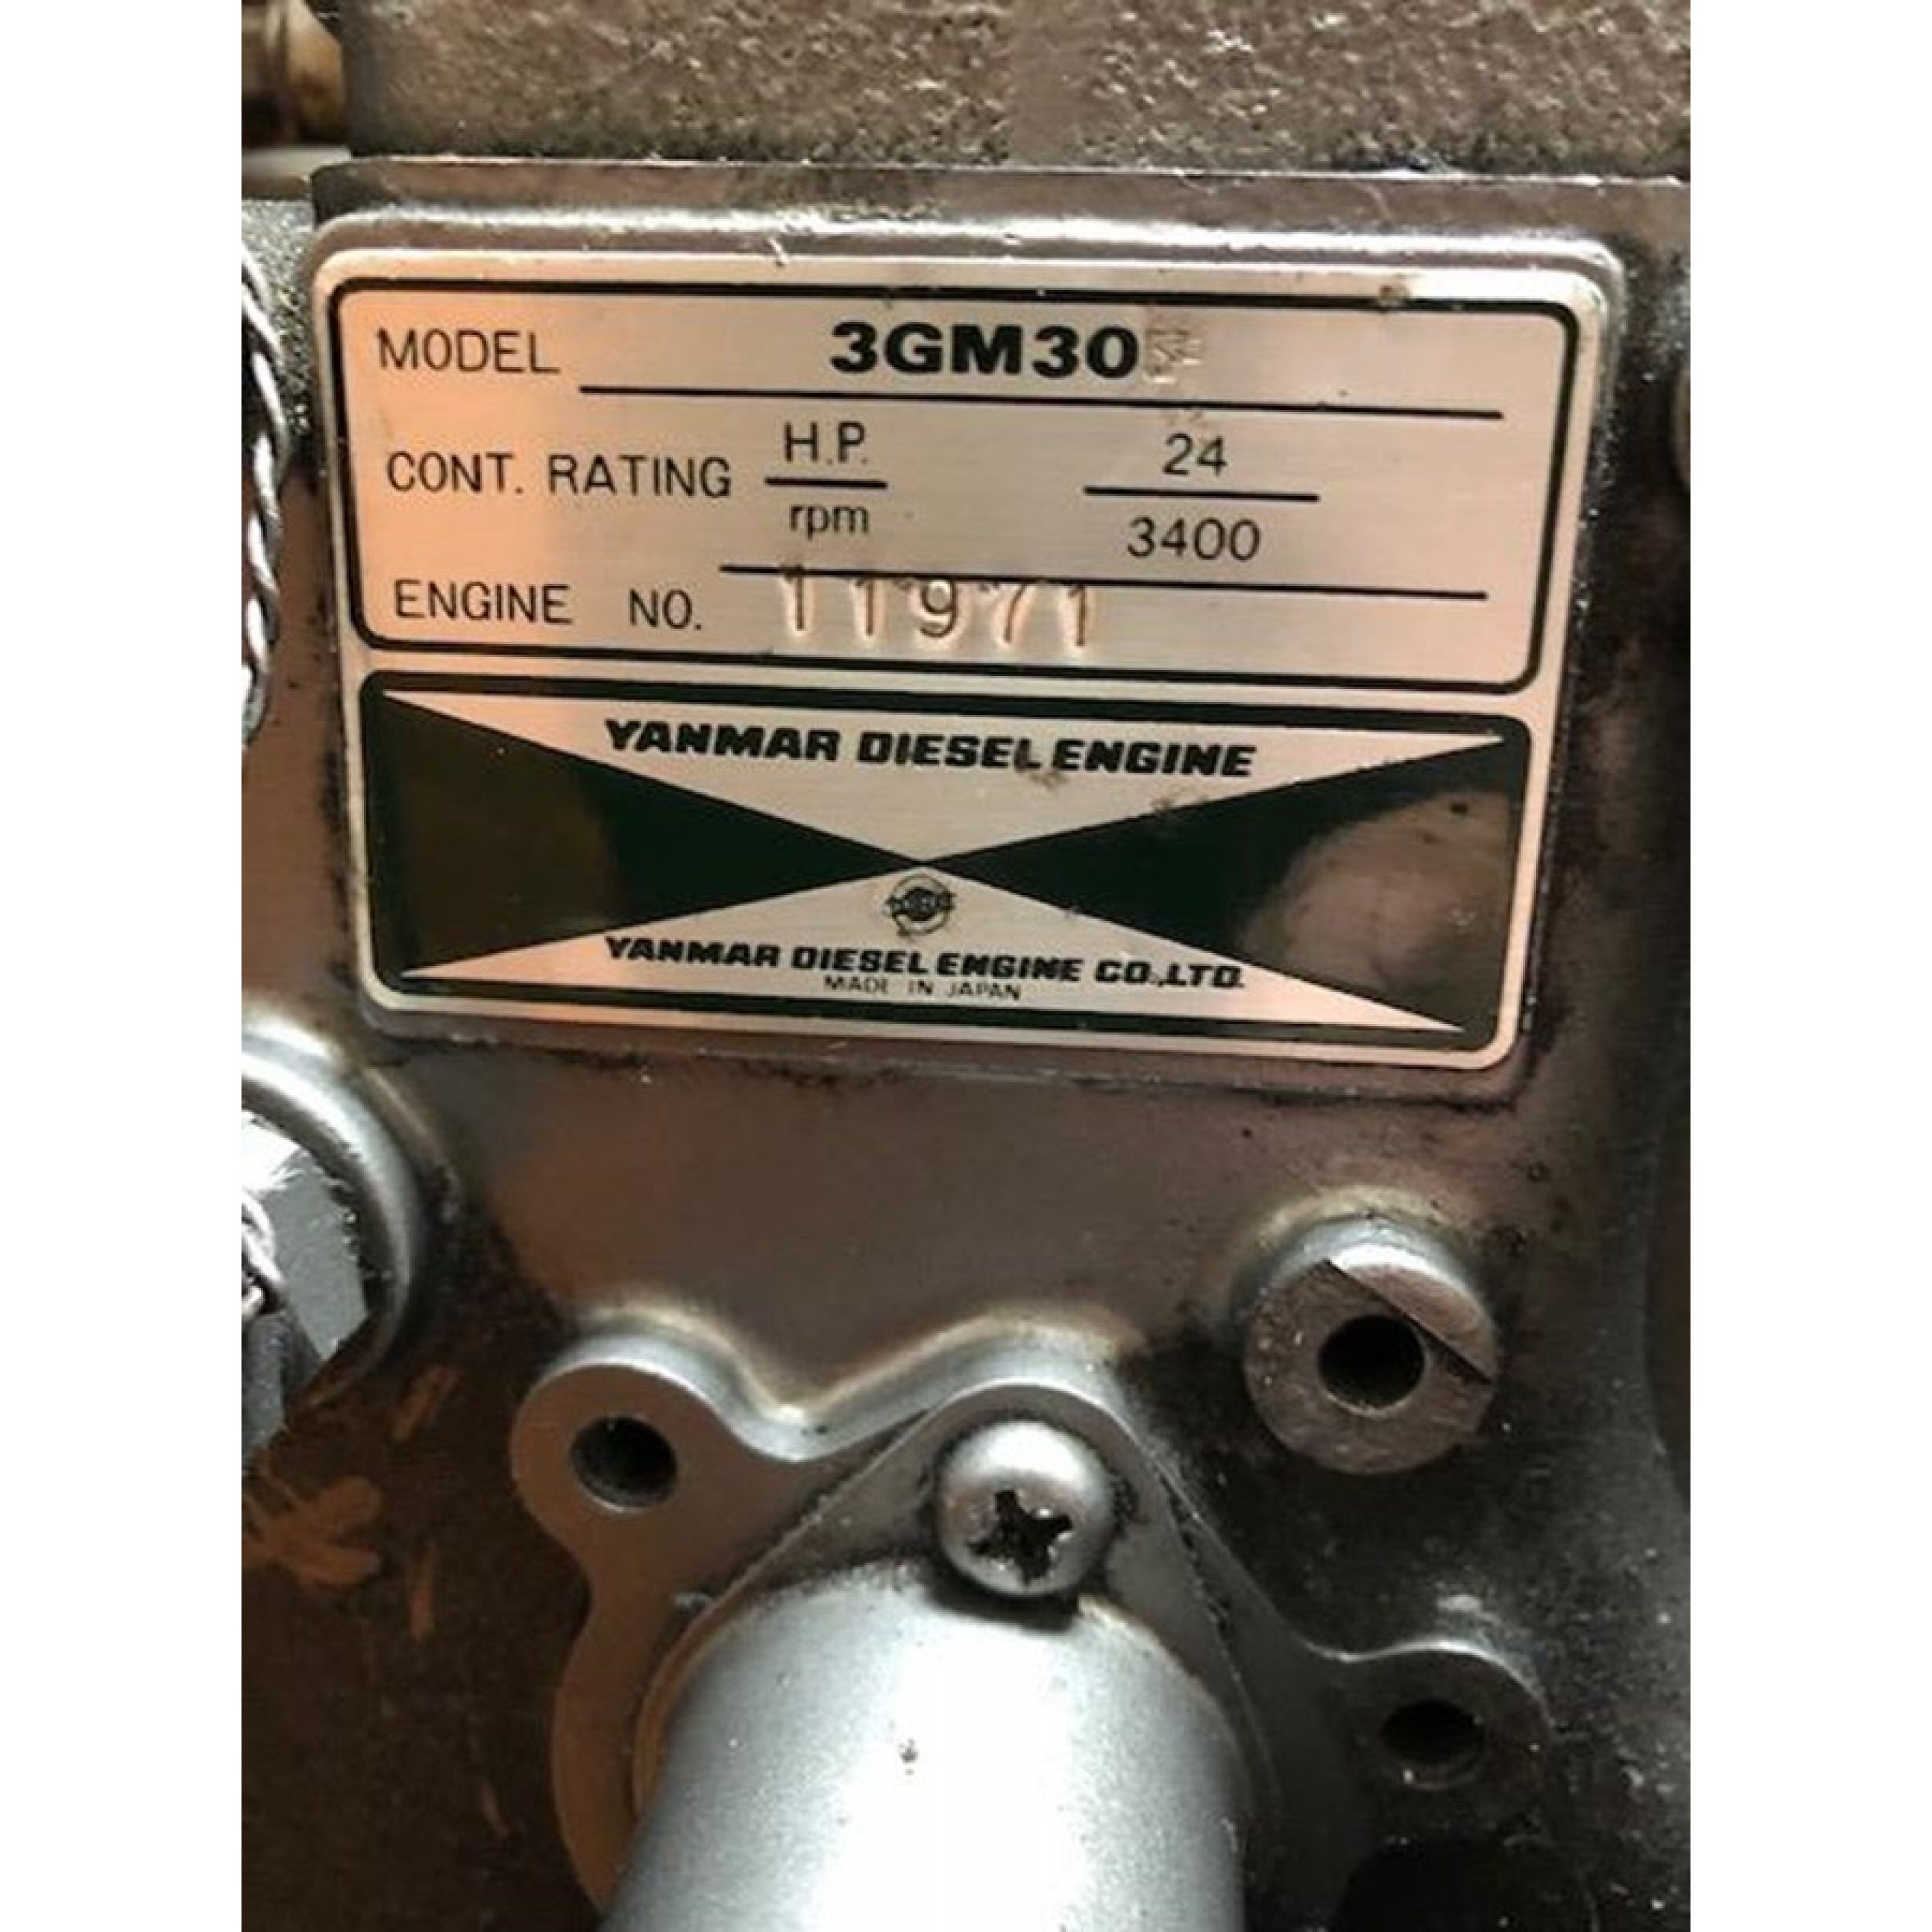 MODEL 3GM30
CONT. RATING H.P. 24
rpm 3400
ENGINE NO. 11971
YANMAR DIESEL ENGINE
YANMAR DIESEL ENGINE CO.,LTD.
MADE IN JAPAN